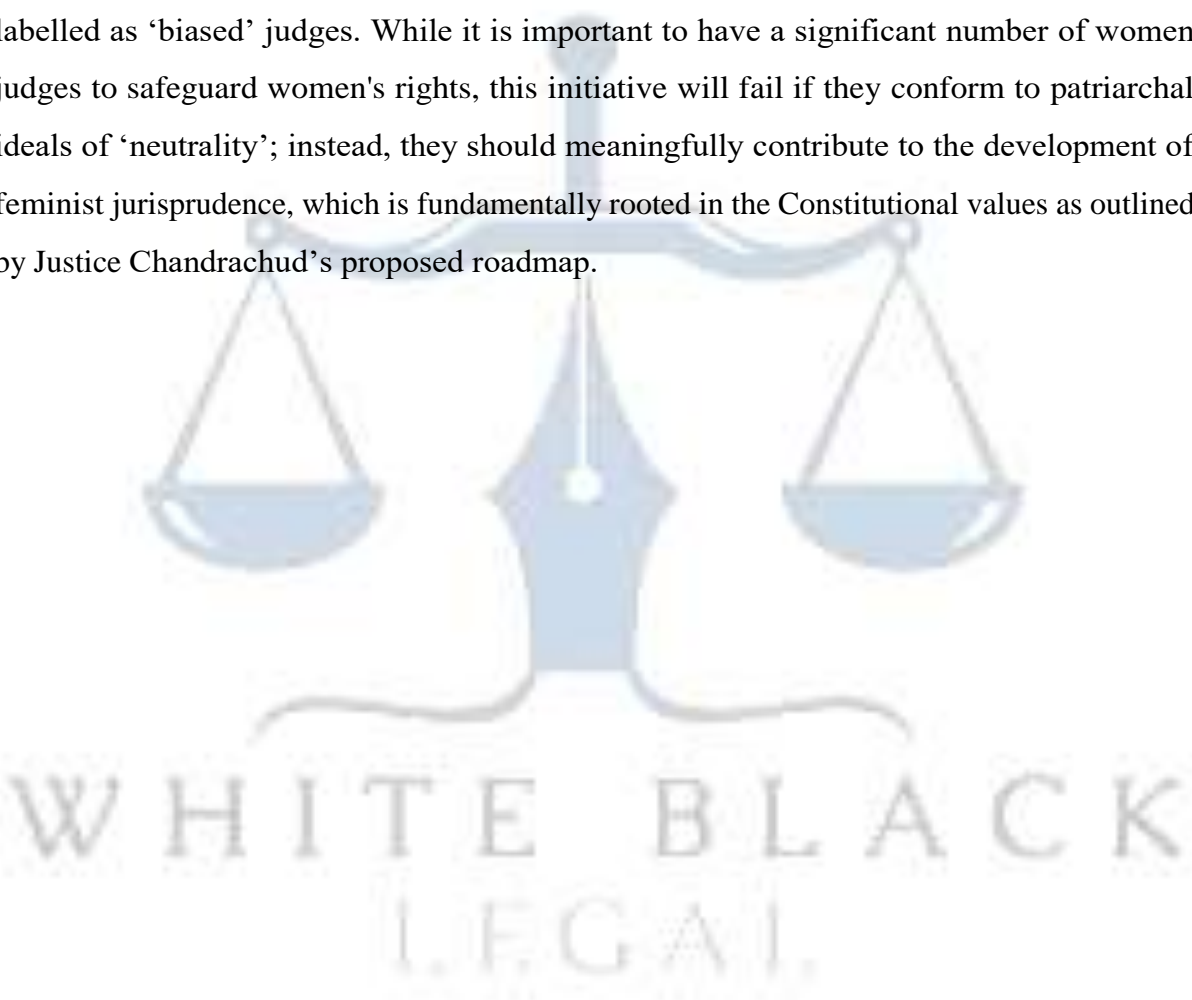 labelled as ‘biased’ judges. While it is important to have a significant number of women
judges to safeguard women's rights, this initiative will fail if they conform to patriarchal
ideals of ‘neutrality’; instead, they should meaningfully contribute to the development of
feminist jurisprudence, which is fundamentally rooted in the Constitutional values as outlined
by Justice Chandrachud’s proposed roadmap.
WHITE BLACK
LEGAL